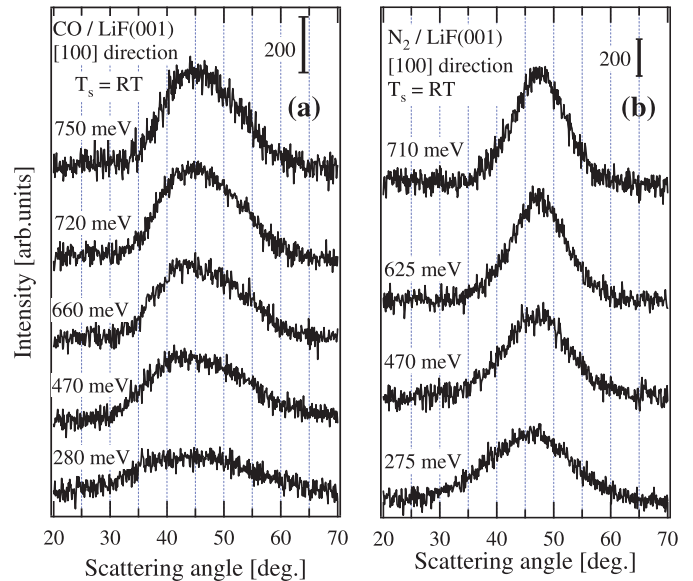 CO / LiF(001)
[100] direction
T_s = RT
200
(a)
750 meV
720 meV
660 meV
470 meV
280 meV
20 30 40 50 60 70
Scattering angle [deg.]
Intensity [arb.units]
N_2 / LiF(001)
[100] direction
T_s = RT
200
(b)
710 meV
625 meV
470 meV
275 meV
20 30 40 50 60 70
Scattering angle [deg.]